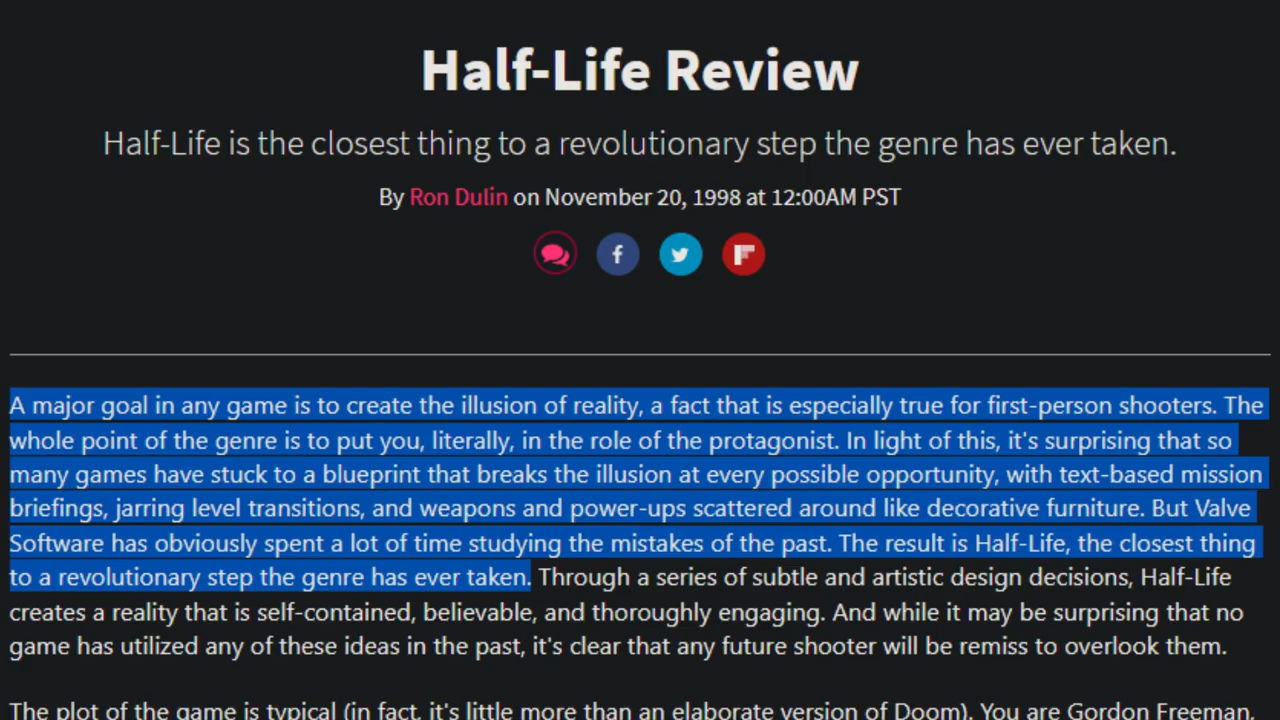 Half-Life Review
Half-Life is the closest thing to a revolutionary step the genre has ever taken.
By Ron Dulin on November 20, 1998 at 12:00AM PST
A major goal in any game is to create the illusion of reality, a fact that is especially true for first-person shooters. The
whole point of the genre is to put you, literally, in the role of the protagonist. In light of this, it's surprising that so
many games have stuck to a blueprint that breaks the illusion at every possible opportunity, with text-based mission
briefings, jarring level transitions, and weapons and power-ups scattered around like decorative furniture. But Valve
Software has obviously spent a lot of time studying the mistakes of the past. The result is Half-Life, the closest thing
to a revolutionary step the genre has ever taken. Through a series of subtle and artistic design decisions, Half-Life
creates a reality that is self-contained, believable, and thoroughly engaging. And while it may be surprising that no
game has utilized any of these ideas in the past, it's clear that any future shooter will be remiss to overlook them.
The plot of the game is typical (in fact, it's little more than an elaborate version of Doom). You are Gordon Freeman,